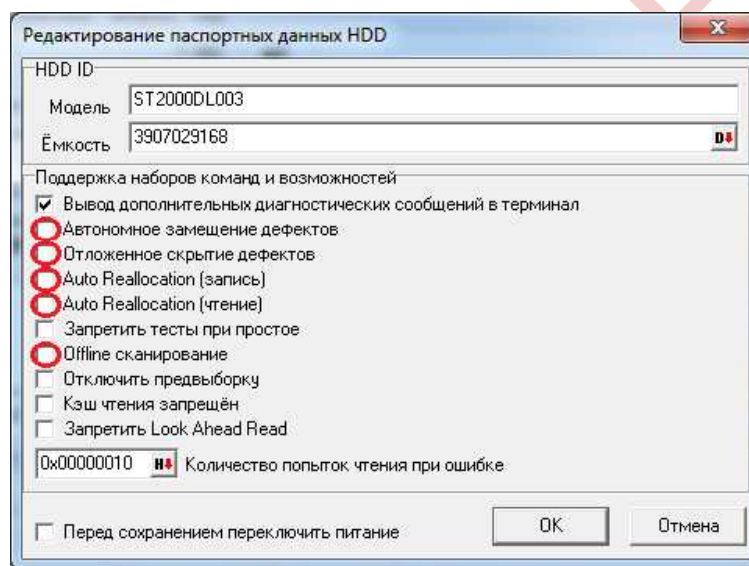 Редактирование паспортных данных HDD
HDD ID
Модель ST2000DL003
Ёмкость 3907029168 D
Поддержка наборов команд и возможностей
Вывод дополнительных диагностических сообщений в терминал
Автономное замещение дефектов
Отложенное скрытие дефектов
Auto Reallocation (запись)
Auto Reallocation (чтение)
Запретить тесты при простое
Offline сканирование
Отключить предвыборку
Кэш чтения запрещён
Запретить Look Ahead Read
0x00000010 H Количество попыток чтения при ошибке
Перед сохранением переключить питание OK Отмена